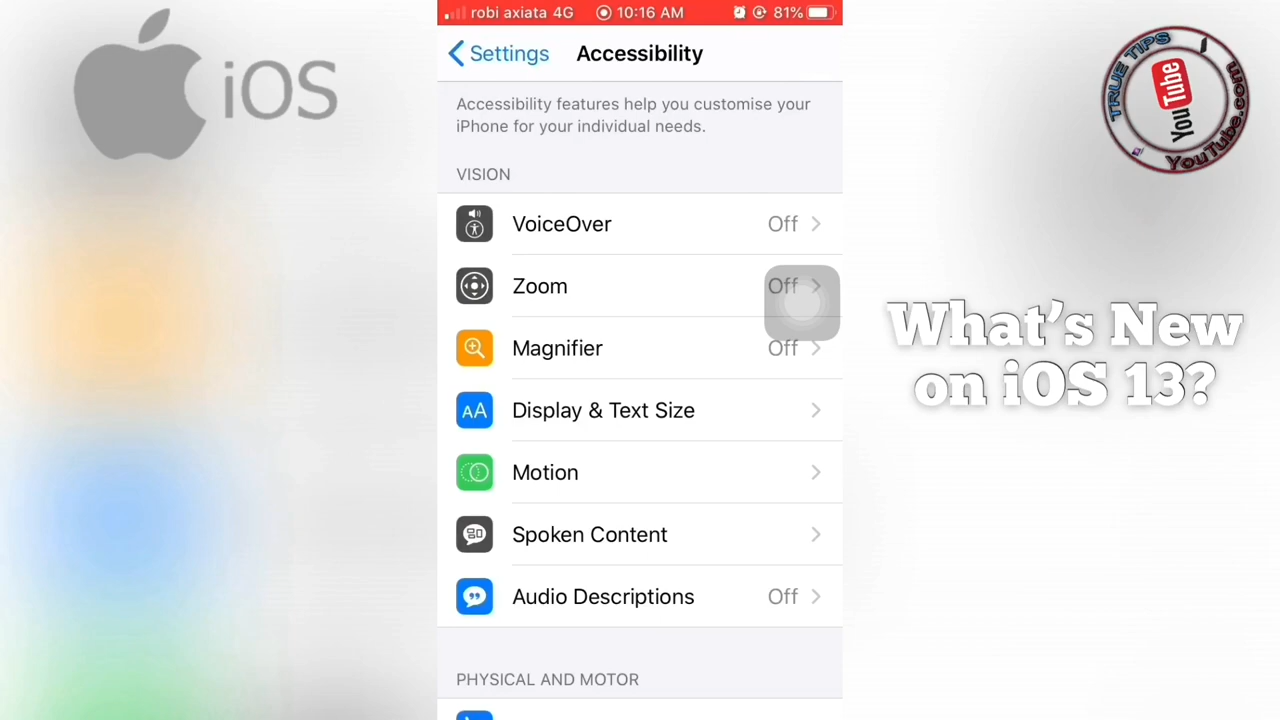 iOS
robi axiata 4G 10:16 AM 81%
Settings Accessibility
Accessibility features help you customise your
iPhone for your individual needs.
VISION
VoiceOver Off
Zoom Off
Magnifier Off
Display & Text Size
Motion
Spoken Content
Audio Descriptions Off
PHYSICAL AND MOTOR
TRUE TIPS
YouTube
YouTube.com
What's New
on iOS 13?